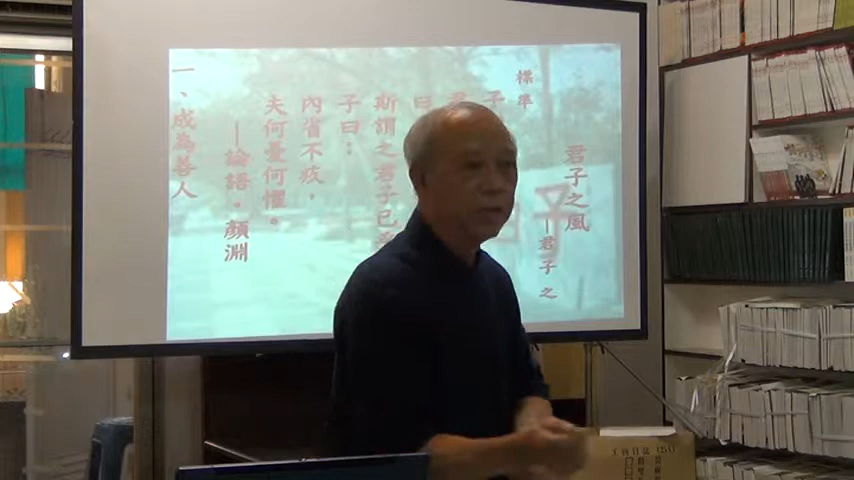 君子之風
—君子之
標準
子
曰
斯謂之君子已
子曰：
內省不疚，
夫何憂何懼。
—論語。顏淵
一、成為善人